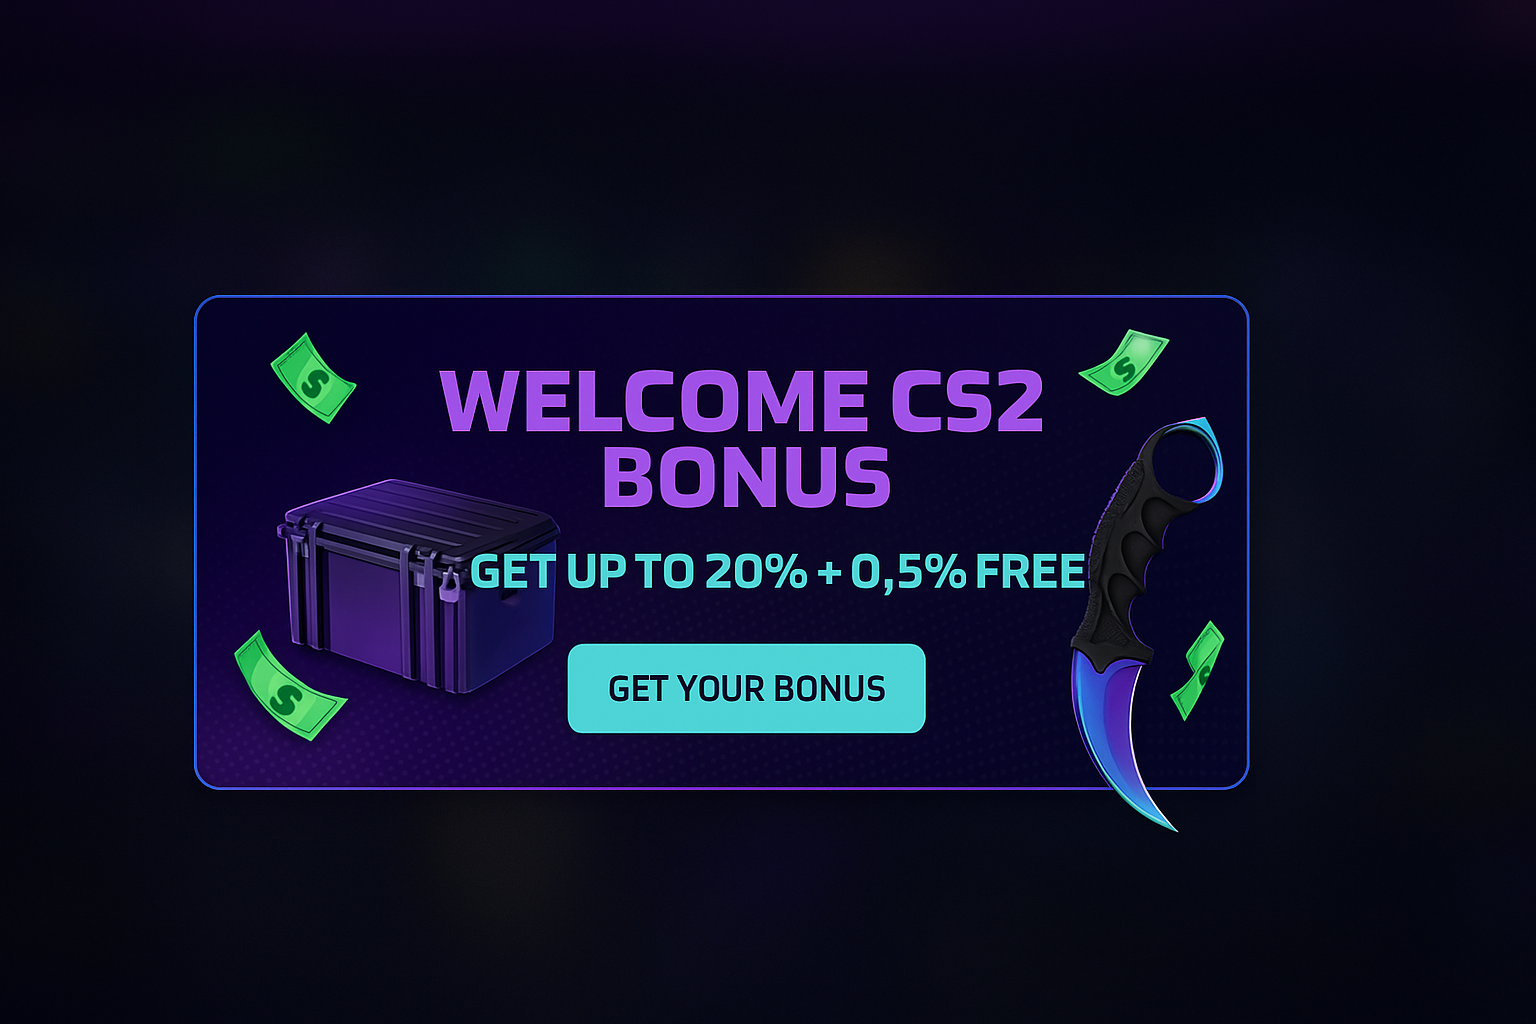 WELCOME CS2
BONUS
GET UP TO 20% + 0,5% FREE
GET YOUR BONUS
S
S
S
S